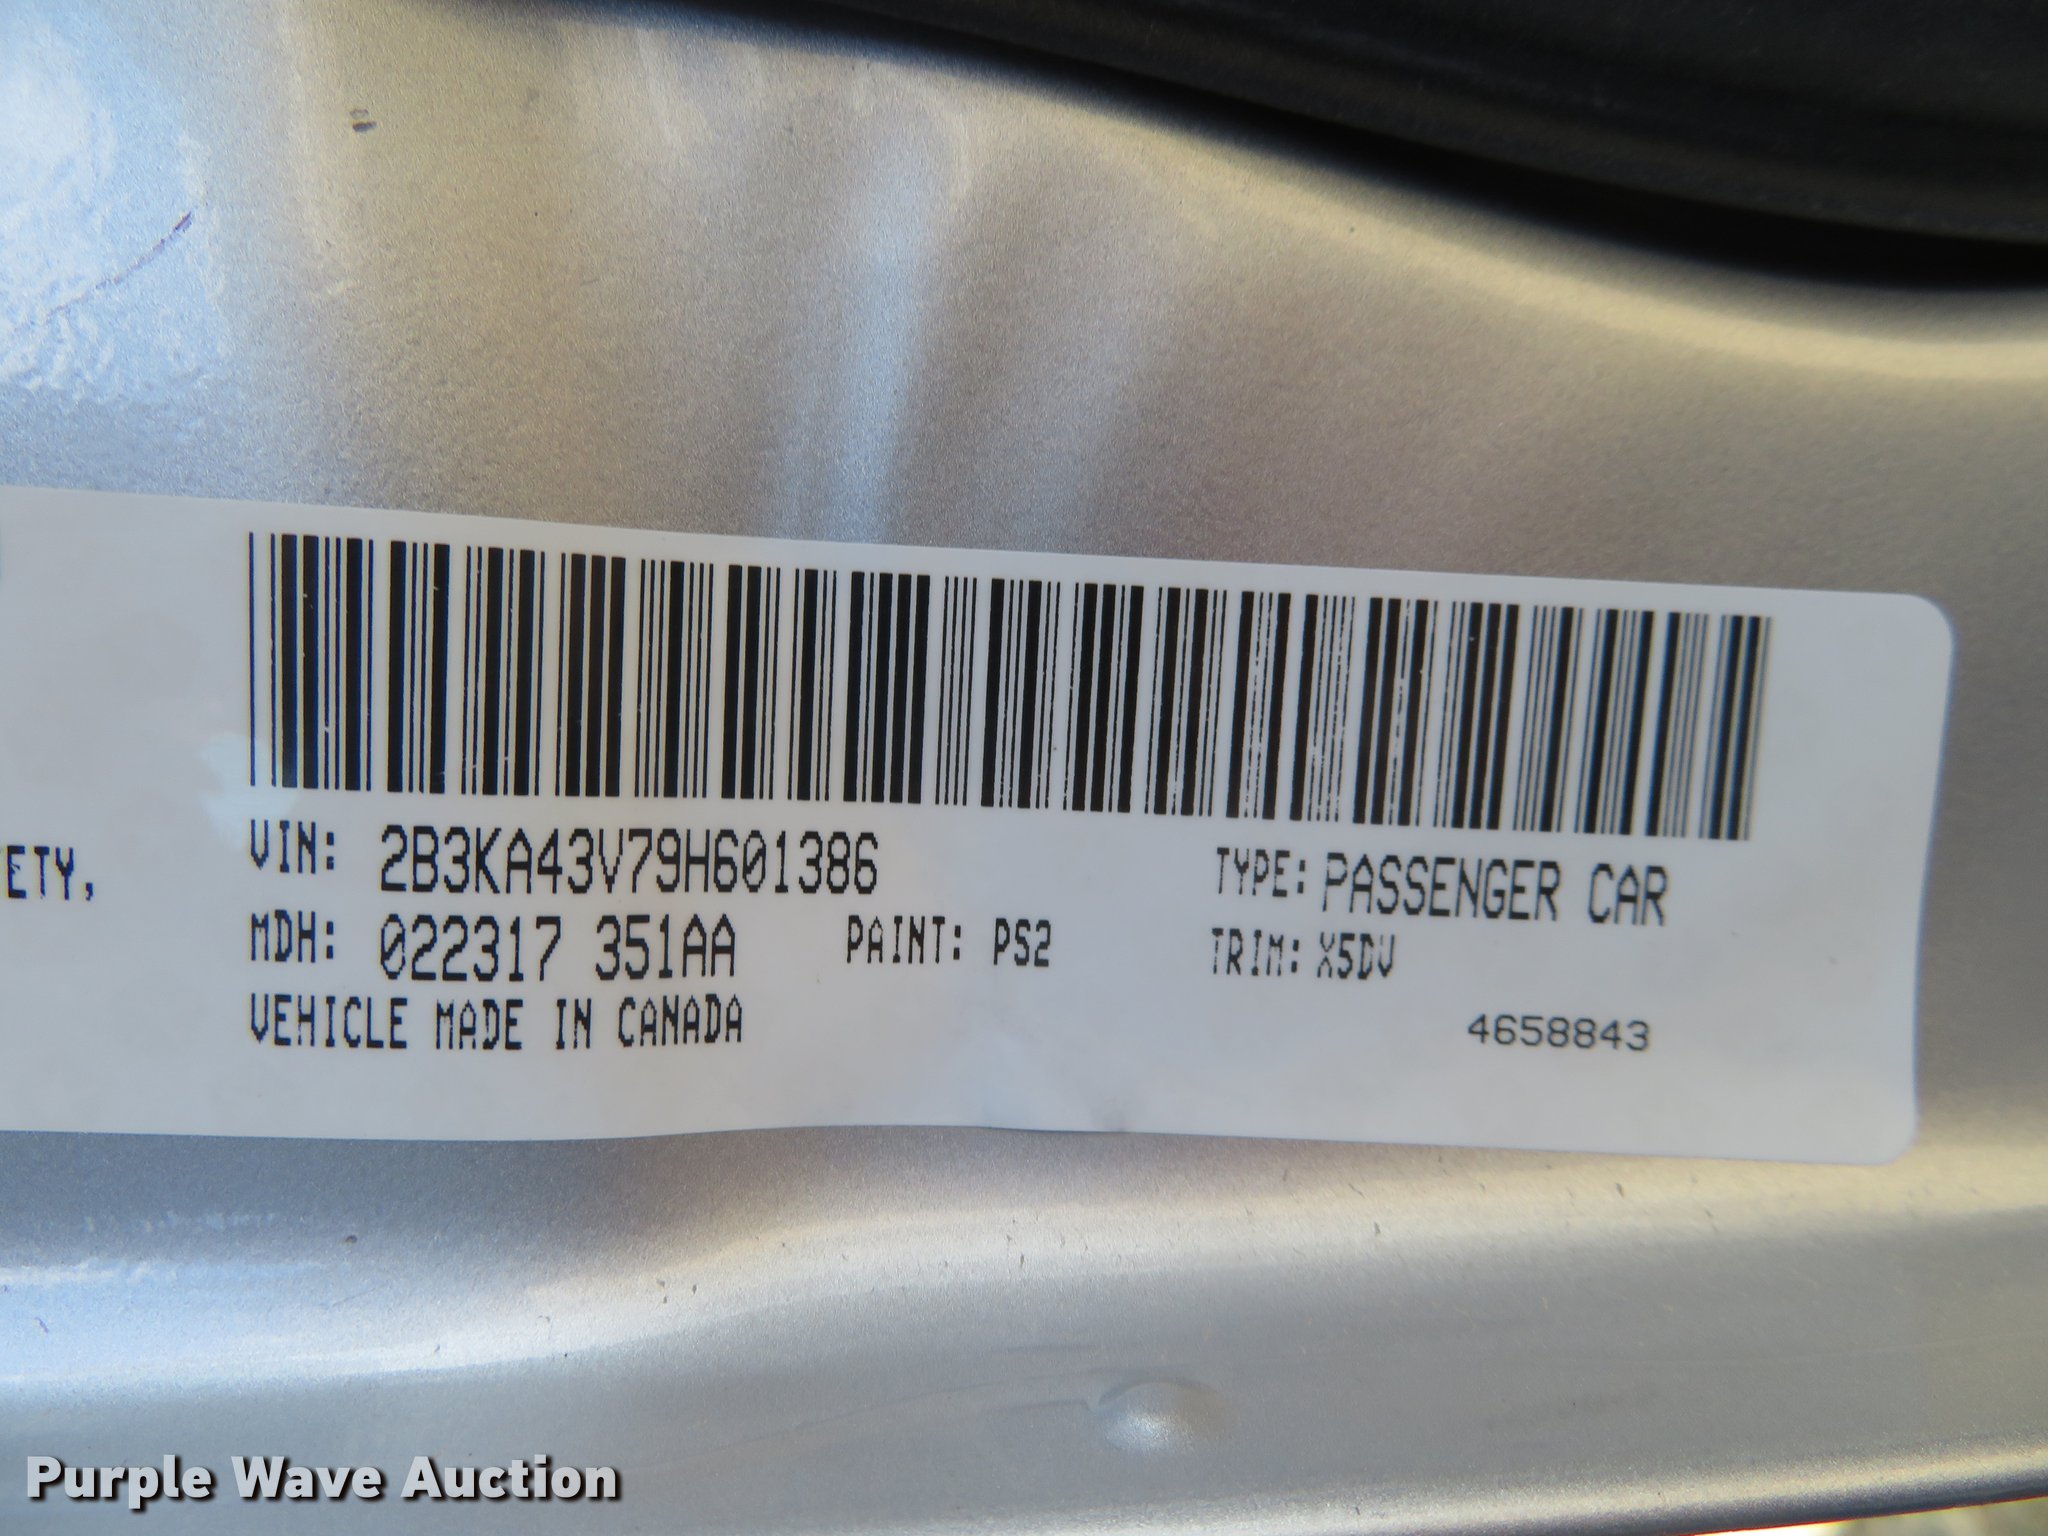 ETY,
VIN: 2B3KA43V79H601386
TYPE: PASSENGER CAR
MDH: 022317 351AA
PAINT: PS2
TRIM: X5DV
VEHICLE MADE IN CANADA
4658843
Purple Wave Auction